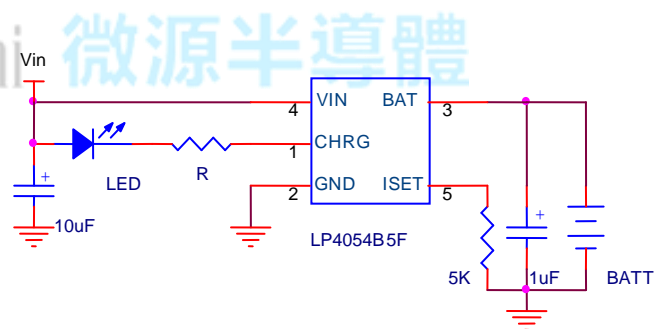 ni 微源半導體
Vin
VIN BAT
4 3
CHRG
1
GND ISET
2 5
LED R
10uF
LP4054B5F
5K 1uF BATT